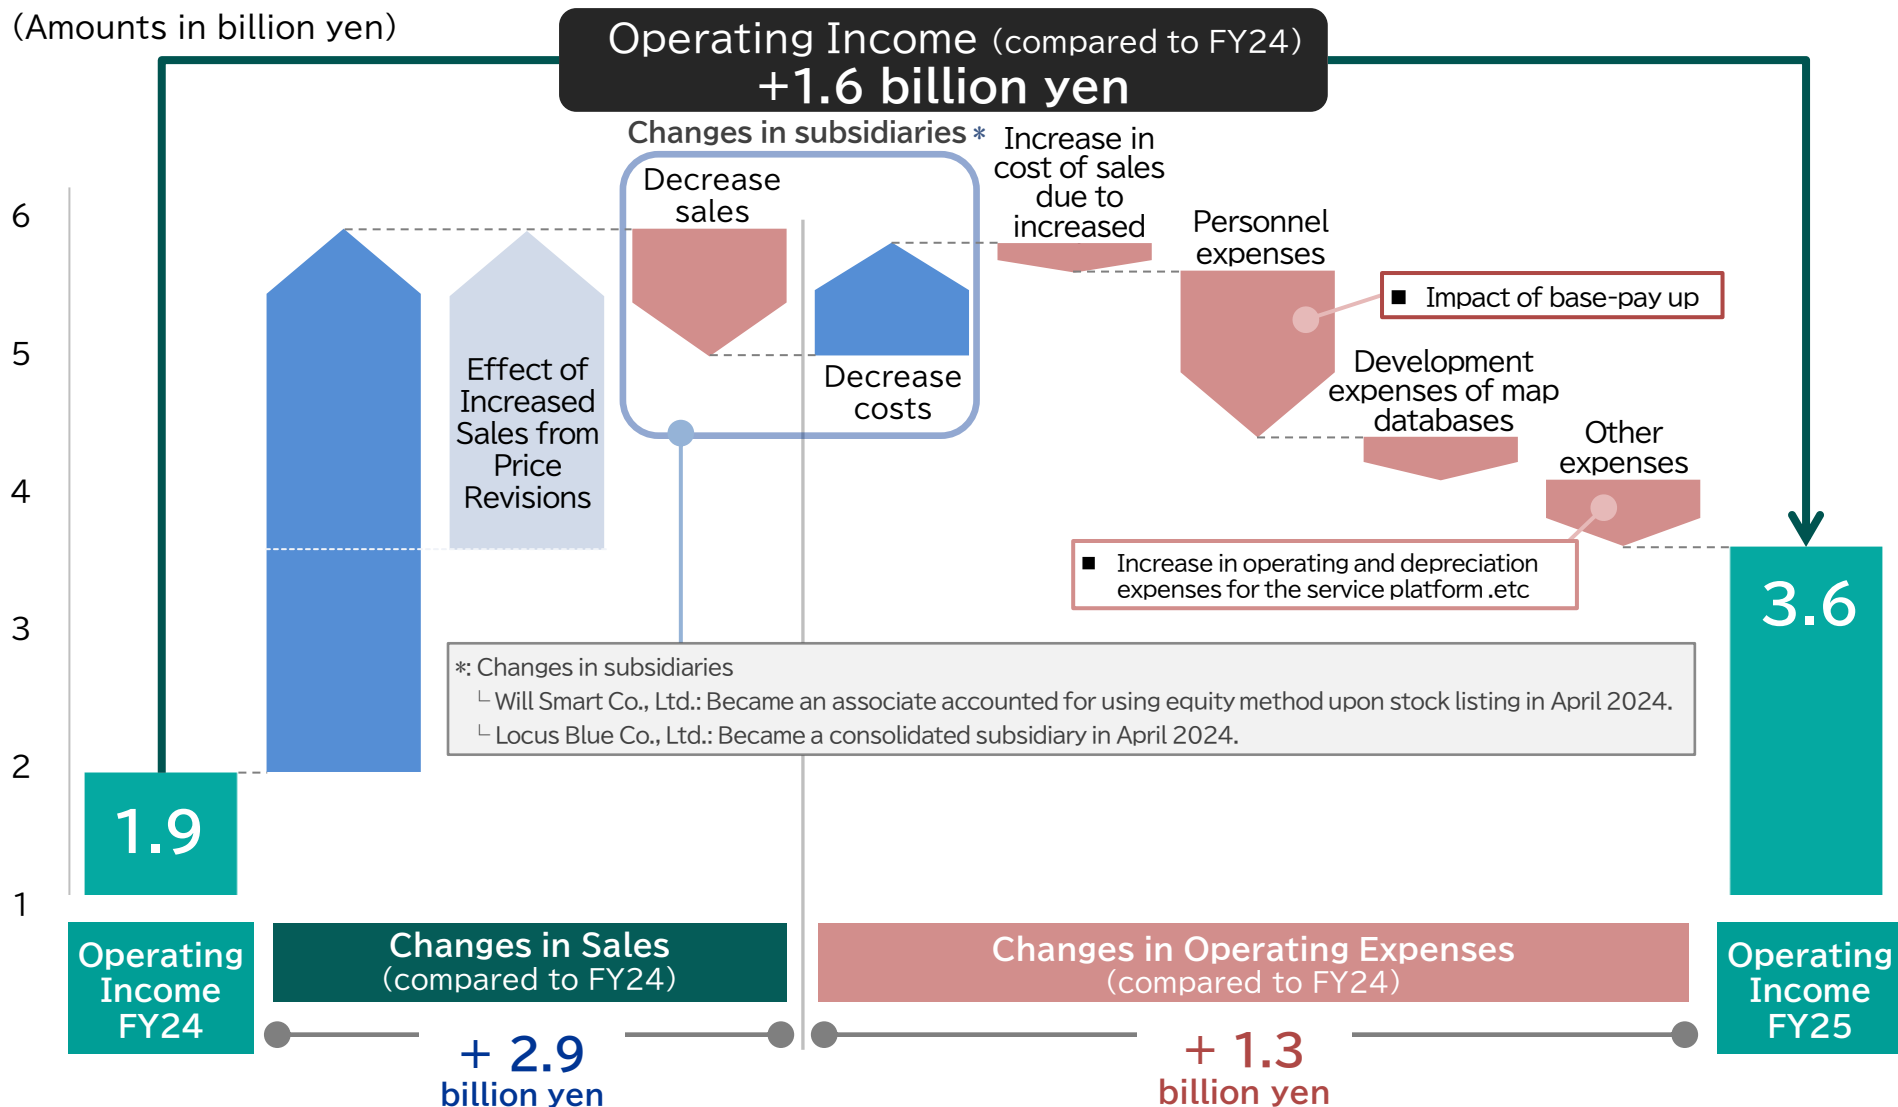 (Amounts in billion yen)
Operating Income (compared to FY24)
+1.6 billion yen
Changes in subsidiaries *
Decrease
sales
Increase in
cost of sales
due to
increased
Personnel
expenses
■ Impact of base-pay up
Effect of
Increased
Sales from
Price
Revisions
Decrease
costs
Development
expenses of map
databases
Other
expenses
■ Increase in operating and depreciation
expenses for the service platform .etc
6
5
4
3
2
1
*: Changes in subsidiaries
└ Will Smart Co., Ltd.: Became an associate accounted for using equity method upon stock listing in April 2024.
└ Locus Blue Co., Ltd.: Became a consolidated subsidiary in April 2024.
1.9
3.6
Operating
Income
FY24
Changes in Sales
(compared to FY24)
Changes in Operating Expenses
(compared to FY24)
Operating
Income
FY25
+ 2.9
billion yen
+ 1.3
billion yen